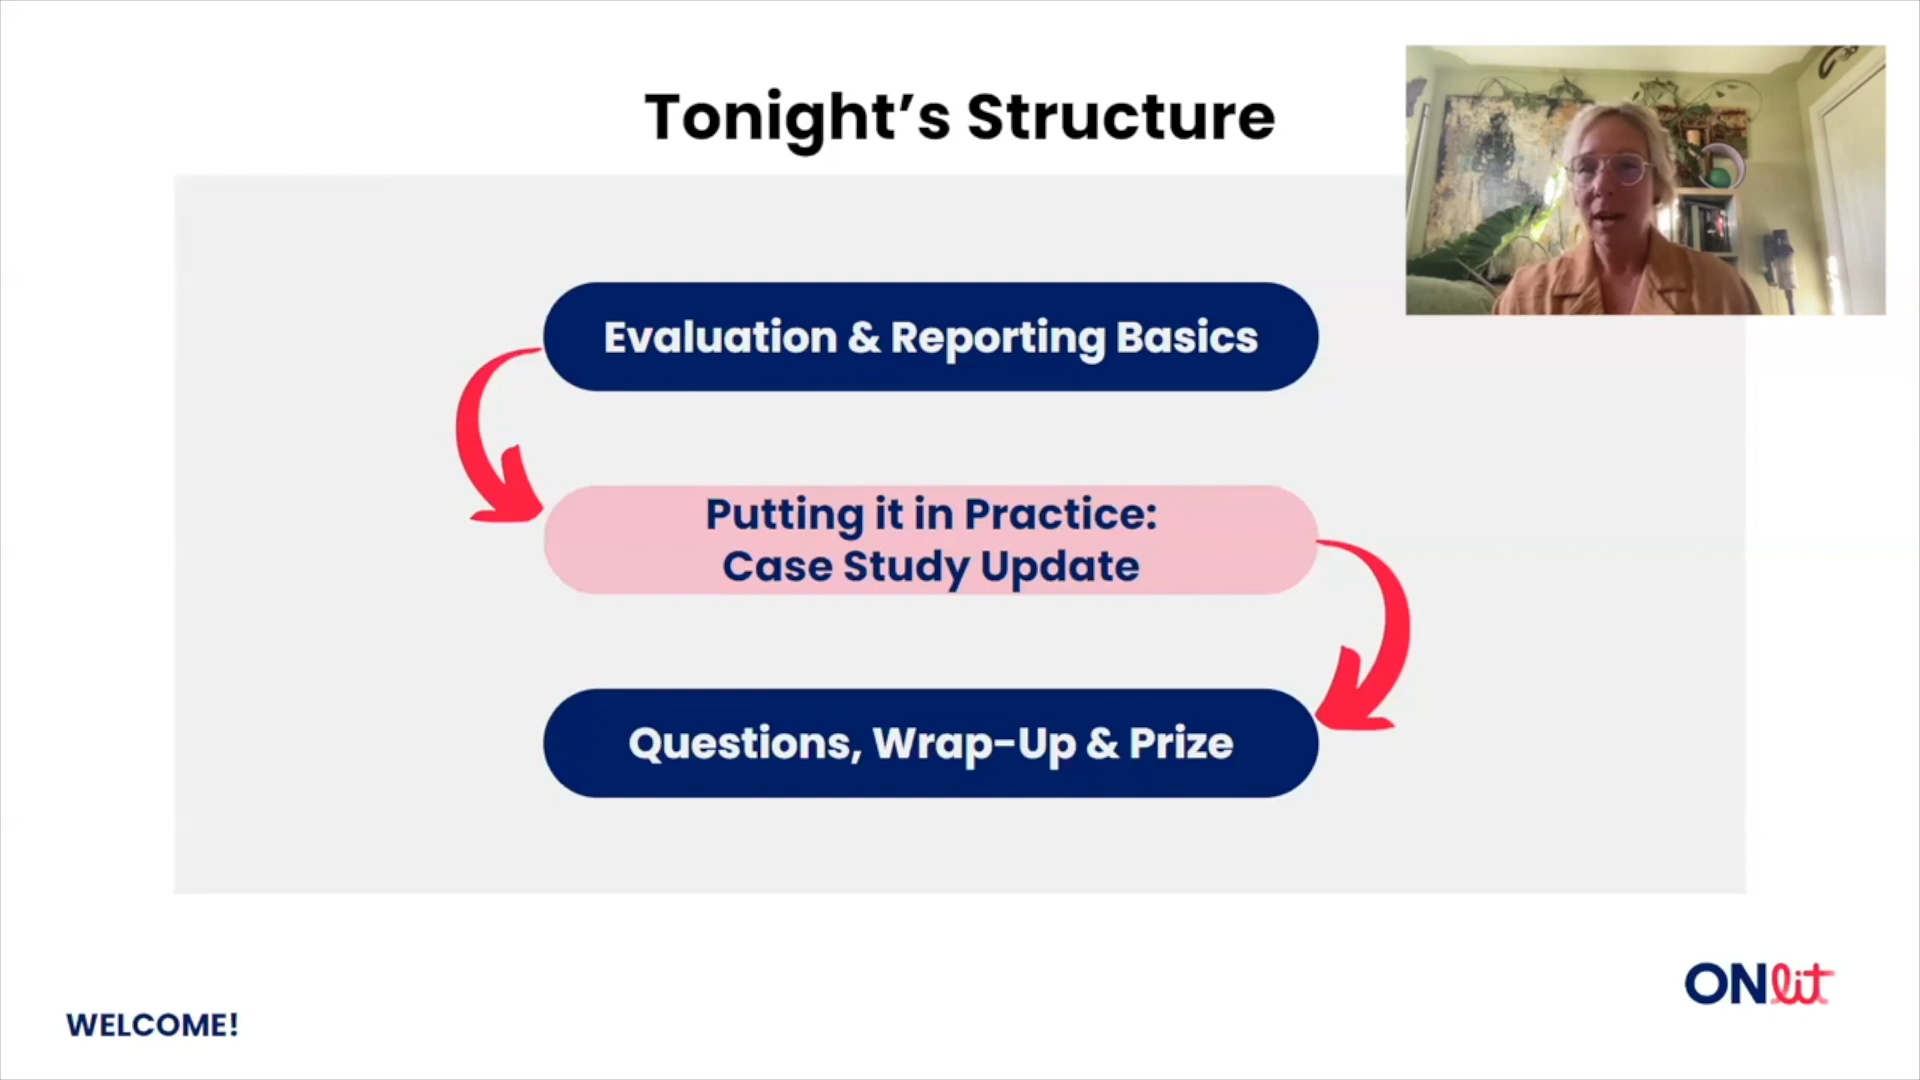 Tonight’s Structure
Evaluation & Reporting Basics
Putting it in Practice:
Case Study Update
Questions, Wrap-Up & Prize
WELCOME!
ONlit